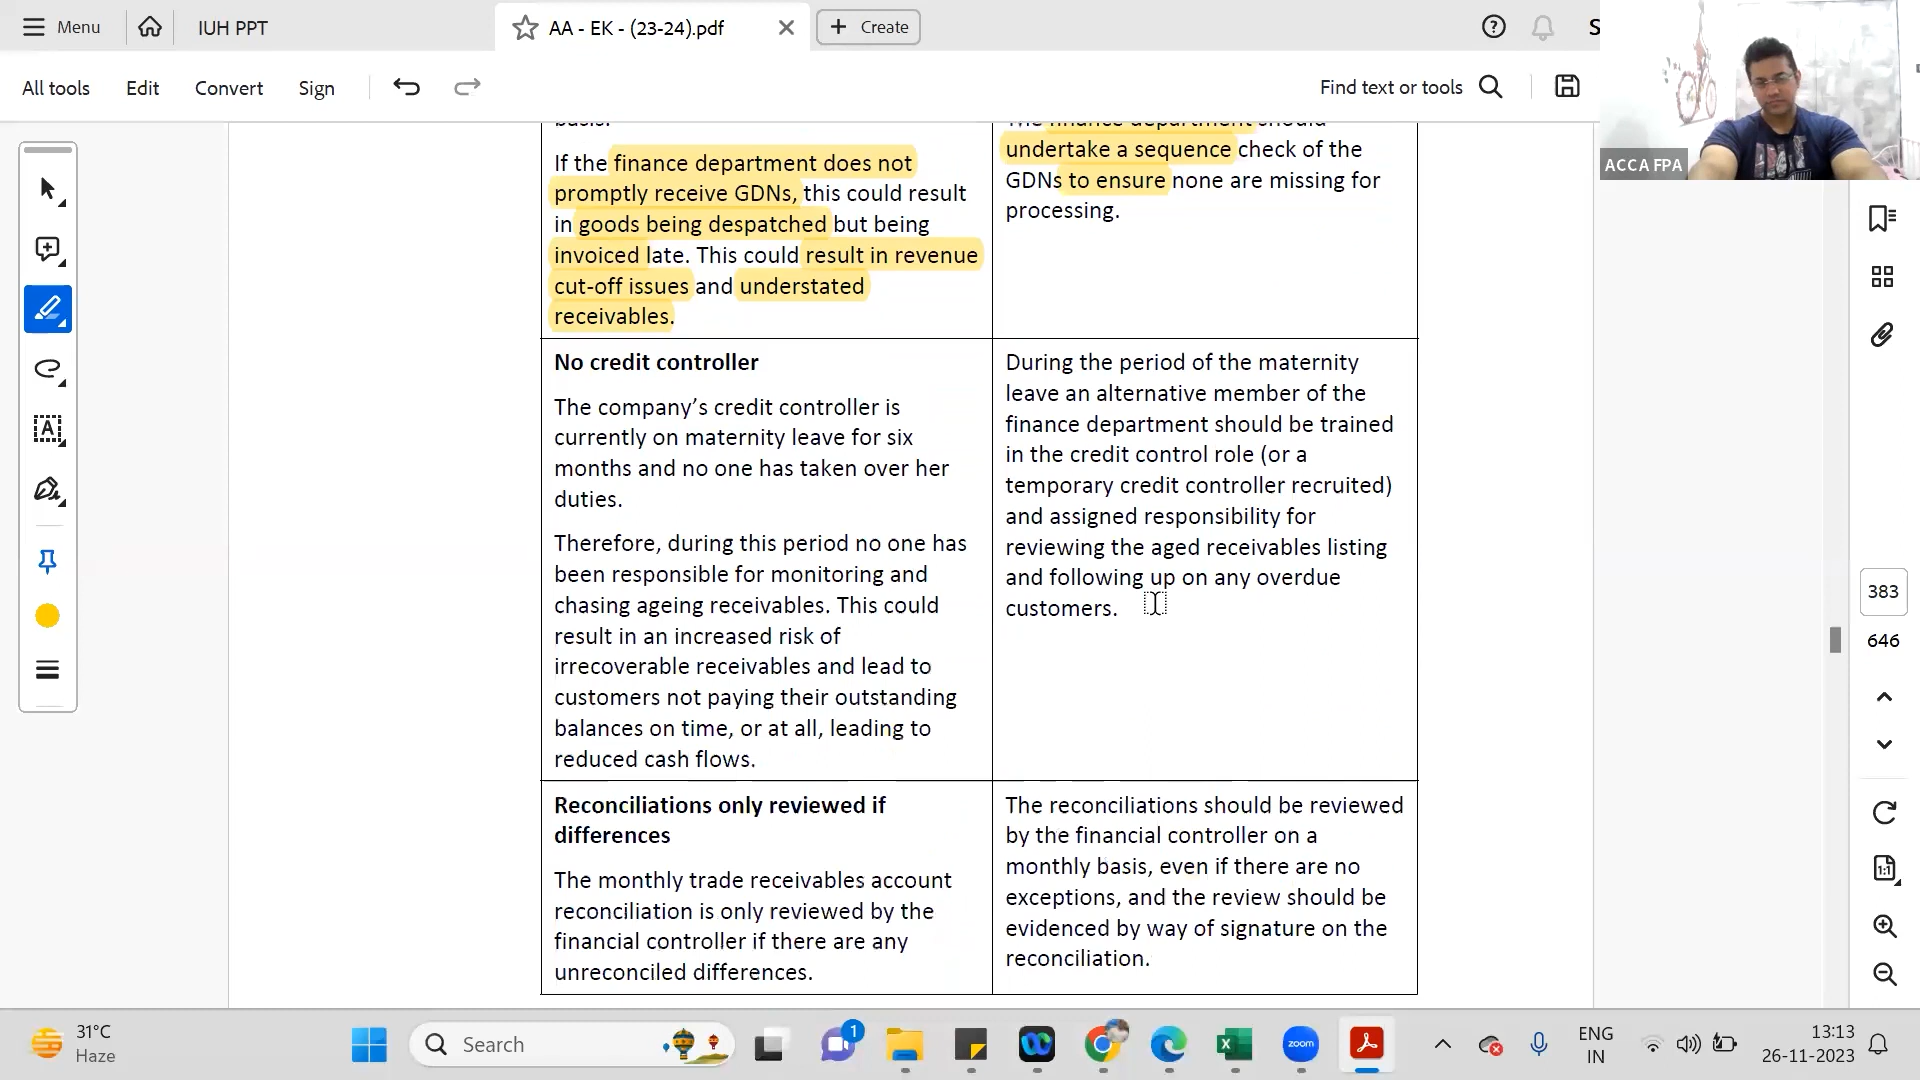 Menu
IUH PPT
AA - EK - (23-24).pdf
Create
All tools
Edit
Convert
Sign
Find text or tools
ACCA FPA
basis.
If the finance department does not
promptly receive GDNs, this could result
in goods being despatched but being
invoiced late. This could result in revenue
cut-off issues and understated
receivables.
The finance department should
undertake a sequence check of the
GDNs to ensure none are missing for
processing.
No credit controller
The company’s credit controller is
currently on maternity leave for six
months and no one has taken over her
duties.
Therefore, during this period no one has
been responsible for monitoring and
chasing ageing receivables. This could
result in an increased risk of
irrecoverable receivables and lead to
customers not paying their outstanding
balances on time, or at all, leading to
reduced cash flows.
During the period of the maternity
leave an alternative member of the
finance department should be trained
in the credit control role (or a
temporary credit controller recruited)
and assigned responsibility for
reviewing the aged receivables listing
and following up on any overdue
customers.
Reconciliations only reviewed if
differences
The monthly trade receivables account
reconciliation is only reviewed by the
financial controller if there are any
unreconciled differences.
The reconciliations should be reviewed
by the financial controller on a
monthly basis, even if there are no
exceptions, and the review should be
evidenced by way of signature on the
reconciliation.
383
646
1:1
31°C
Haze
Search
1
zoom
ENG
IN
13:13
26-11-2023